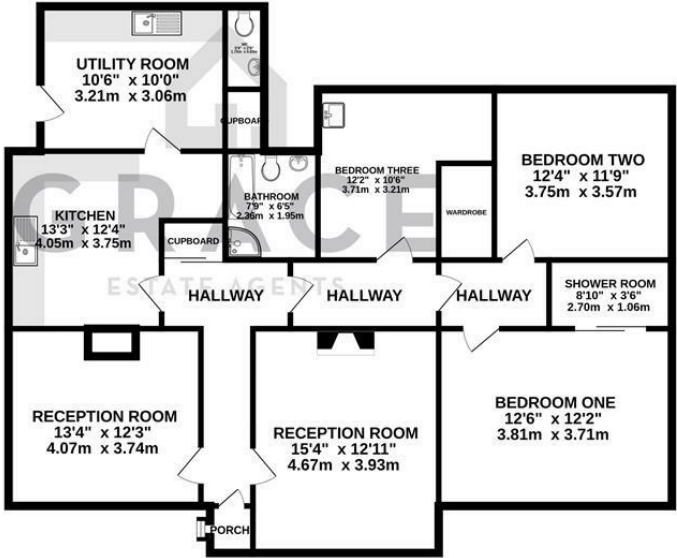 UTILITY ROOM
10'6" x 10'0"
3.21m x 3.06m
CUPBOARD
BEDROOM THREE
12'2" x 10'6"
3.71m x 3.21m
BEDROOM TWO
12'4" x 11'9"
3.75m x 3.57m
WARDROBE
BATHROOM
7'9" x 6'5"
2.36m x 1.95m
KITCHEN
13'3" x 12'4"
4.05m x 3.75m
CUPBOARD
GRACE
ESTATE AGENTS
HALLWAY
HALLWAY
HALLWAY
SHOWER ROOM
8'10" x 3'6"
2.70m x 1.06m
RECEPTION ROOM
13'4" x 12'3"
4.07m x 3.74m
RECEPTION ROOM
15'4" x 12'11"
4.67m x 3.93m
BEDROOM ONE
12'6" x 12'2"
3.81m x 3.71m
PORCH